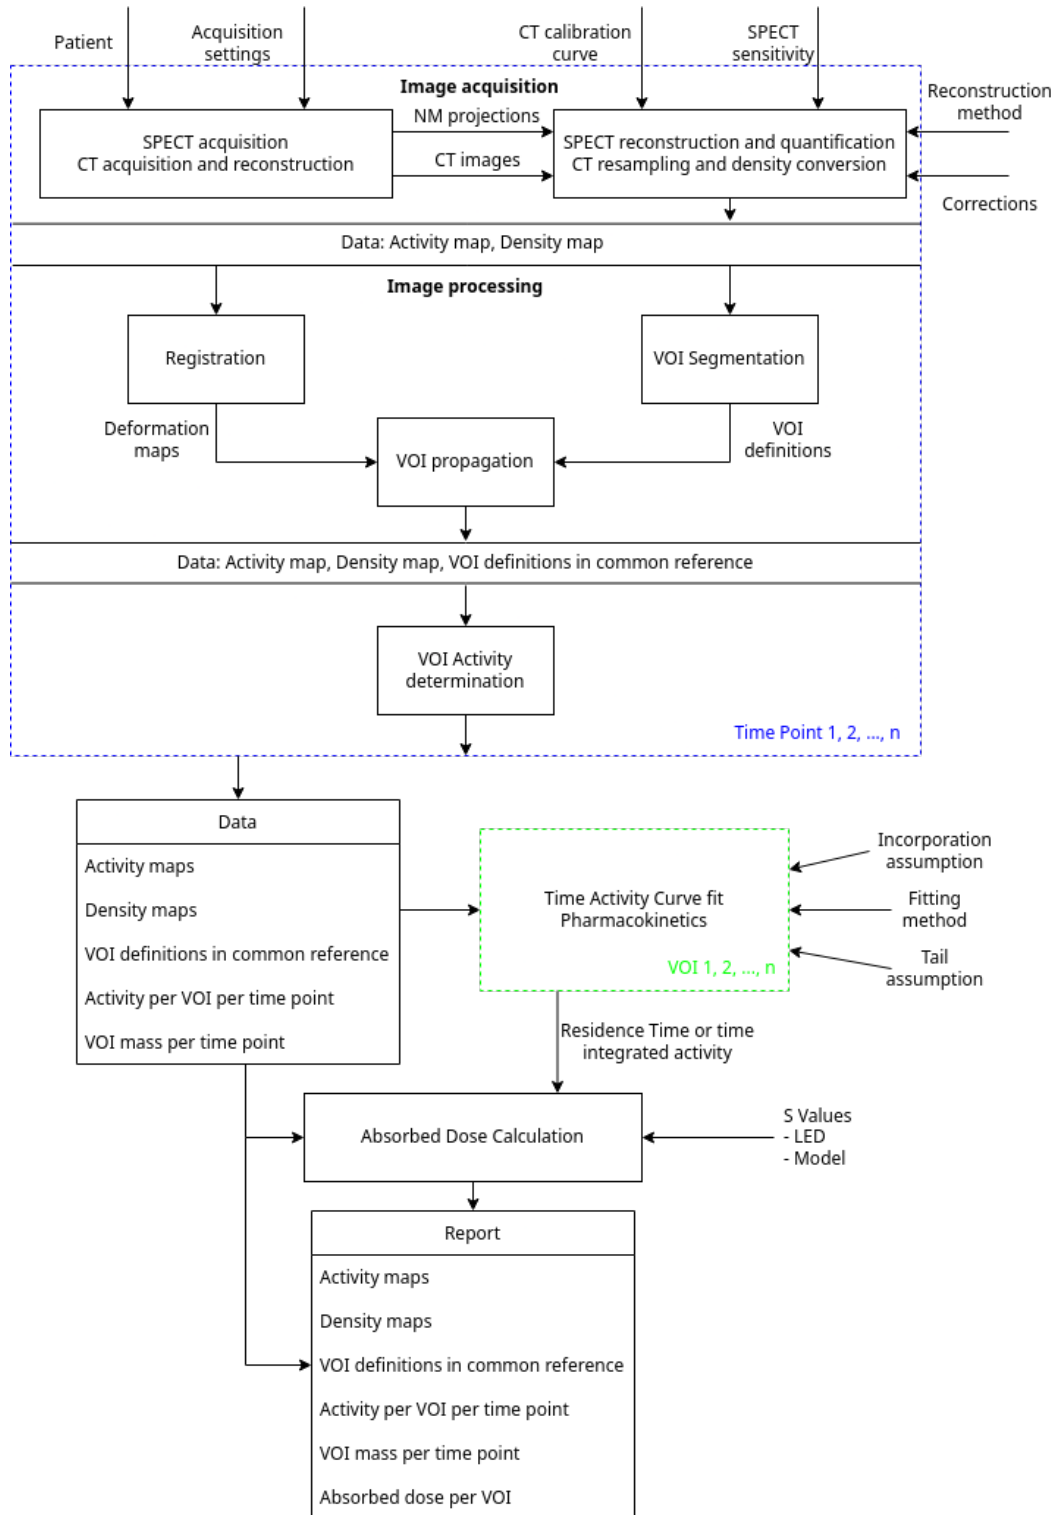 Patient
Acquisition
settings
CT calibration
curve
SPECT
sensitivity
Image acquisition
Reconstruction
method
NM projections
SPECT acquisition
CT acquisition and reconstruction
SPECT reconstruction and quantification
CT resampling and density conversion
CT images
Corrections
Data: Activity map, Density map
Image processing
Registration
VOI Segmentation
Deformation
maps
VOI
definitions
VOI propagation
Data: Activity map, Density map, VOI definitions in common reference
VOI Activity
determination
Time Point 1, 2, ..., n
Data
Activity maps
Density maps
VOI definitions in common reference
Activity per VOI per time point
VOI mass per time point
Time Activity Curve fit
Pharmacokinetics
VOI 1, 2, ..., n
Incorporation
assumption
Fitting
method
Tail
assumption
Residence Time or time
integrated activity
Absorbed Dose Calculation
S Values
- LED
- Model
Report
Activity maps
Density maps
VOI definitions in common reference
Activity per VOI per time point
VOI mass per time point
Absorbed dose per VOI